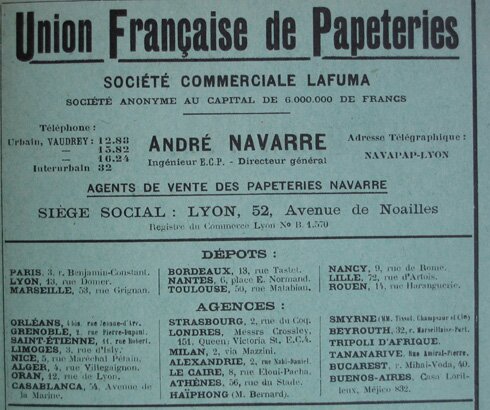 Union Française de Papeteries
SOCIÉTÉ COMMERCIALE LAFUMA
SOCIÉTÉ ANONYME AU CAPITAL DE 6.000.000 DE FRANCS
Téléphone :
Urbain, VAUDREY : 12.83
— 15.82
— 16.24
Interurbain 32
ANDRÉ NAVARRE
Ingénieur E.C.P. - Directeur général
Adresse Télégraphique :
NAVAPAP-LYON
AGENTS DE VENTE DES PAPETERIES NAVARRE
SIÈGE SOCIAL : LYON, 52, Avenue de Noailles
Registre du Commerce Lyon No B 1.570
DÉPOTS :
PARIS, 3, r. Benjamin-Constant.
LYON, 43, rue Domer.
MARSEILLE, 53, rue Grignan.
BORDEAUX, 13, rue Tastet.
NANTES, 6, place E. Normand.
TOULOUSE, 50, rue Matabiau.
NANCY, 9, rue de Rome.
LILLE, 72, rue d'Artois.
ROUEN, 14, rue Haranguerie.
AGENCES :
ORLÉANS, rue Jeanne-d'Arc.
GRENOBLE, 2, rue Pierre-Dupont.
SAINT-ÉTIENNE, rue Robert.
LIMOGES, 3, rue d'Isly.
NICE, 5, rue Maréchal Pétain.
ALGER, 4, rue Villegaignon.
ORAN, 12, rue de Lyon.
CASABLANCA, Avenue de
la Marine.
STRASBOURG, 2, rue du Coq.
LONDRES, Messrs Crossley,
151, Queen Victoria St. E.C.4.
MILAN, 2, via Mazzini.
ALEXANDRIE, 2, rue Nabi-Daniel.
LE CAIRE, 8, rue Eloui-Pacha.
ATHÈNES, 56, rue du Stade.
HAÏPHONG (M. Bernard).
SMYRNE (MM. Tissot, Champseur et Cie)
BEYROUTH, 32, r. Marseillaise-Port.
TRIPOLI D'AFRIQUE.
TANANARIVE, Rue Amiral-Pierre.
BUCAREST, r. Mihai-Voda, 40.
BUENOS-AIRES, Casa Loril-
leux, Méjico 832.